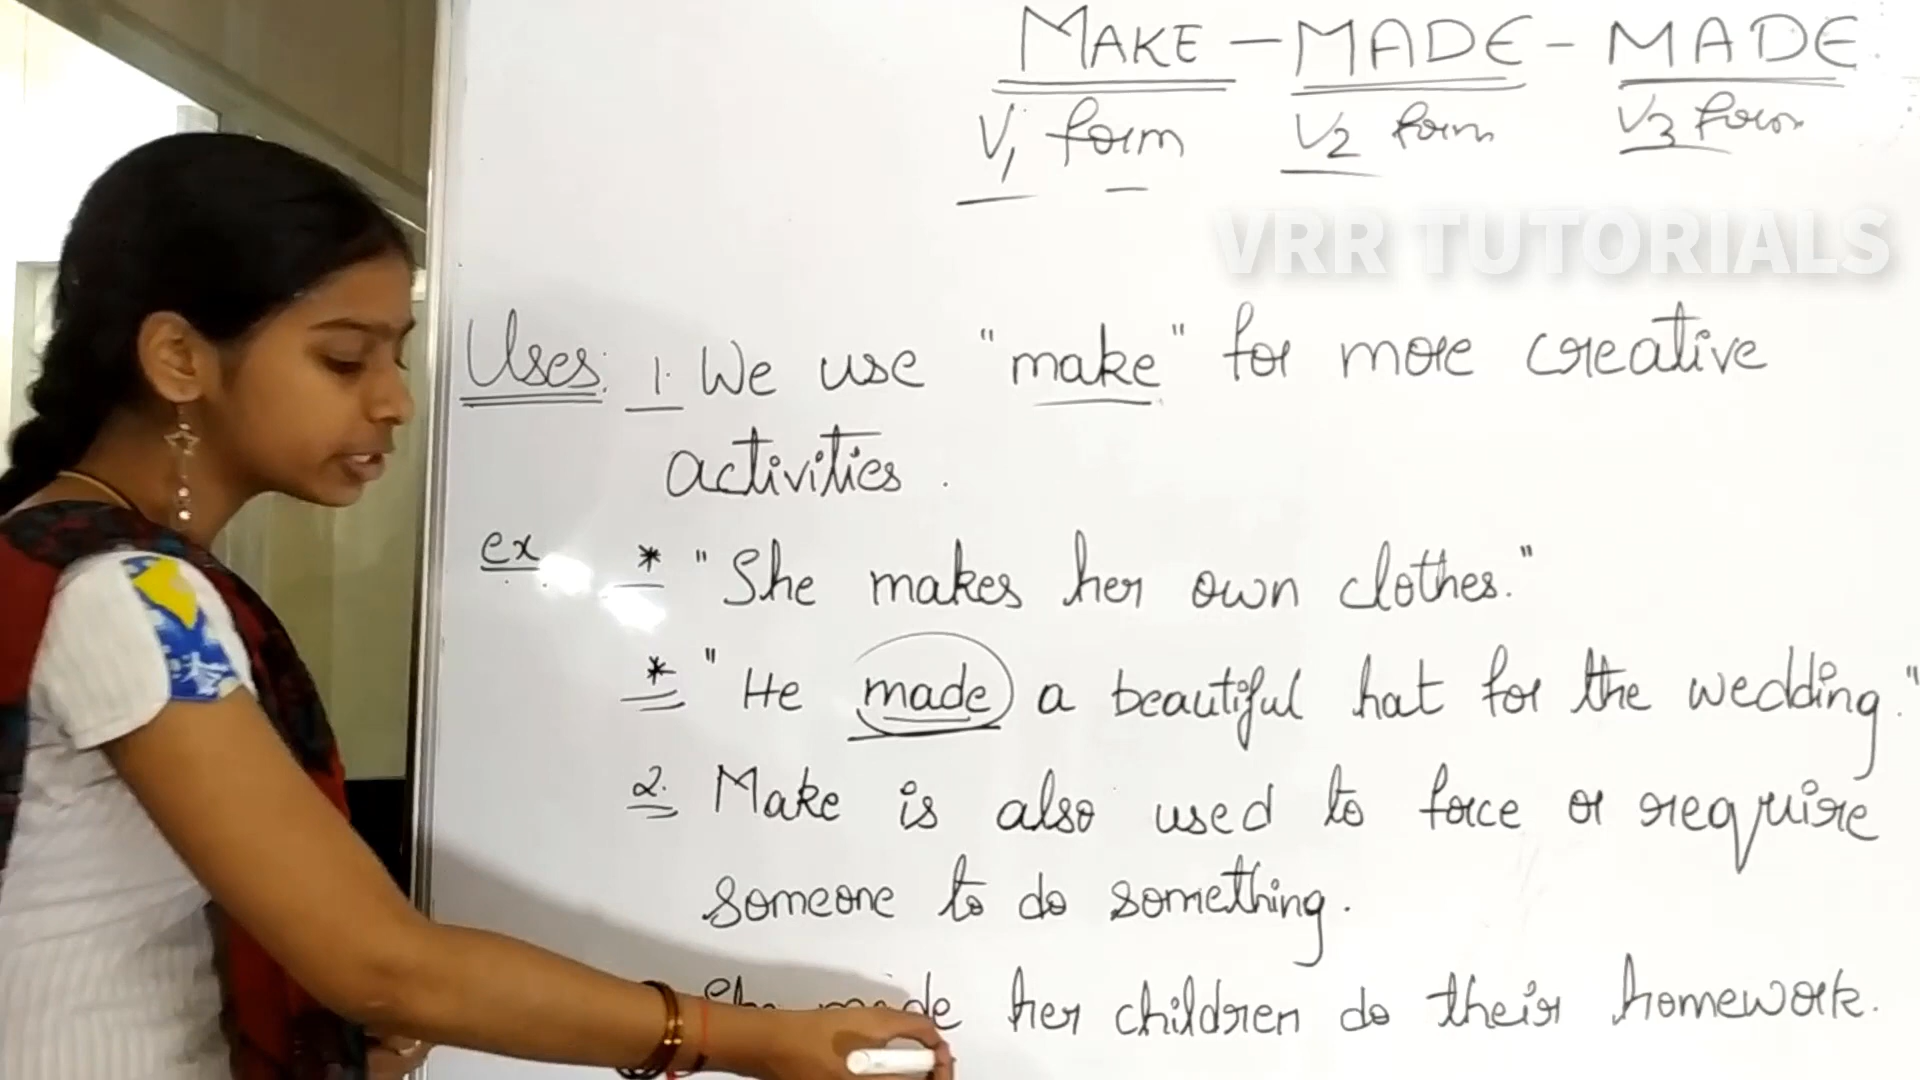 MAKE - MADE - MADE
V1 form V2 form V3 form
VRR TUTORIALS
Uses: 1. We use "make" for more creative
activities.
ex * "She makes her own clothes."
* "He made a beautiful hat for the wedding."
2. Make is also used to force or require
someone to do something.
She made her children do their homework.